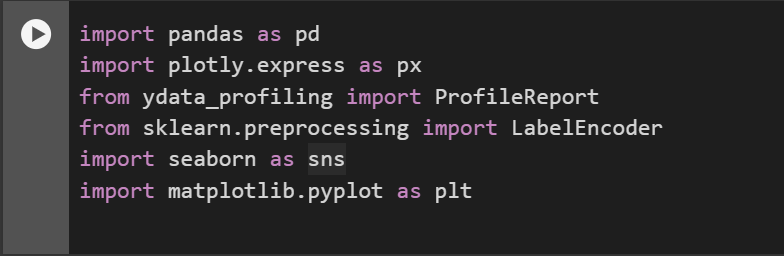 import pandas as pd
import plotly.express as px
from ydata_profiling import ProfileReport
from sklearn.preprocessing import LabelEncoder
import seaborn as sns
import matplotlib.pyplot as plt